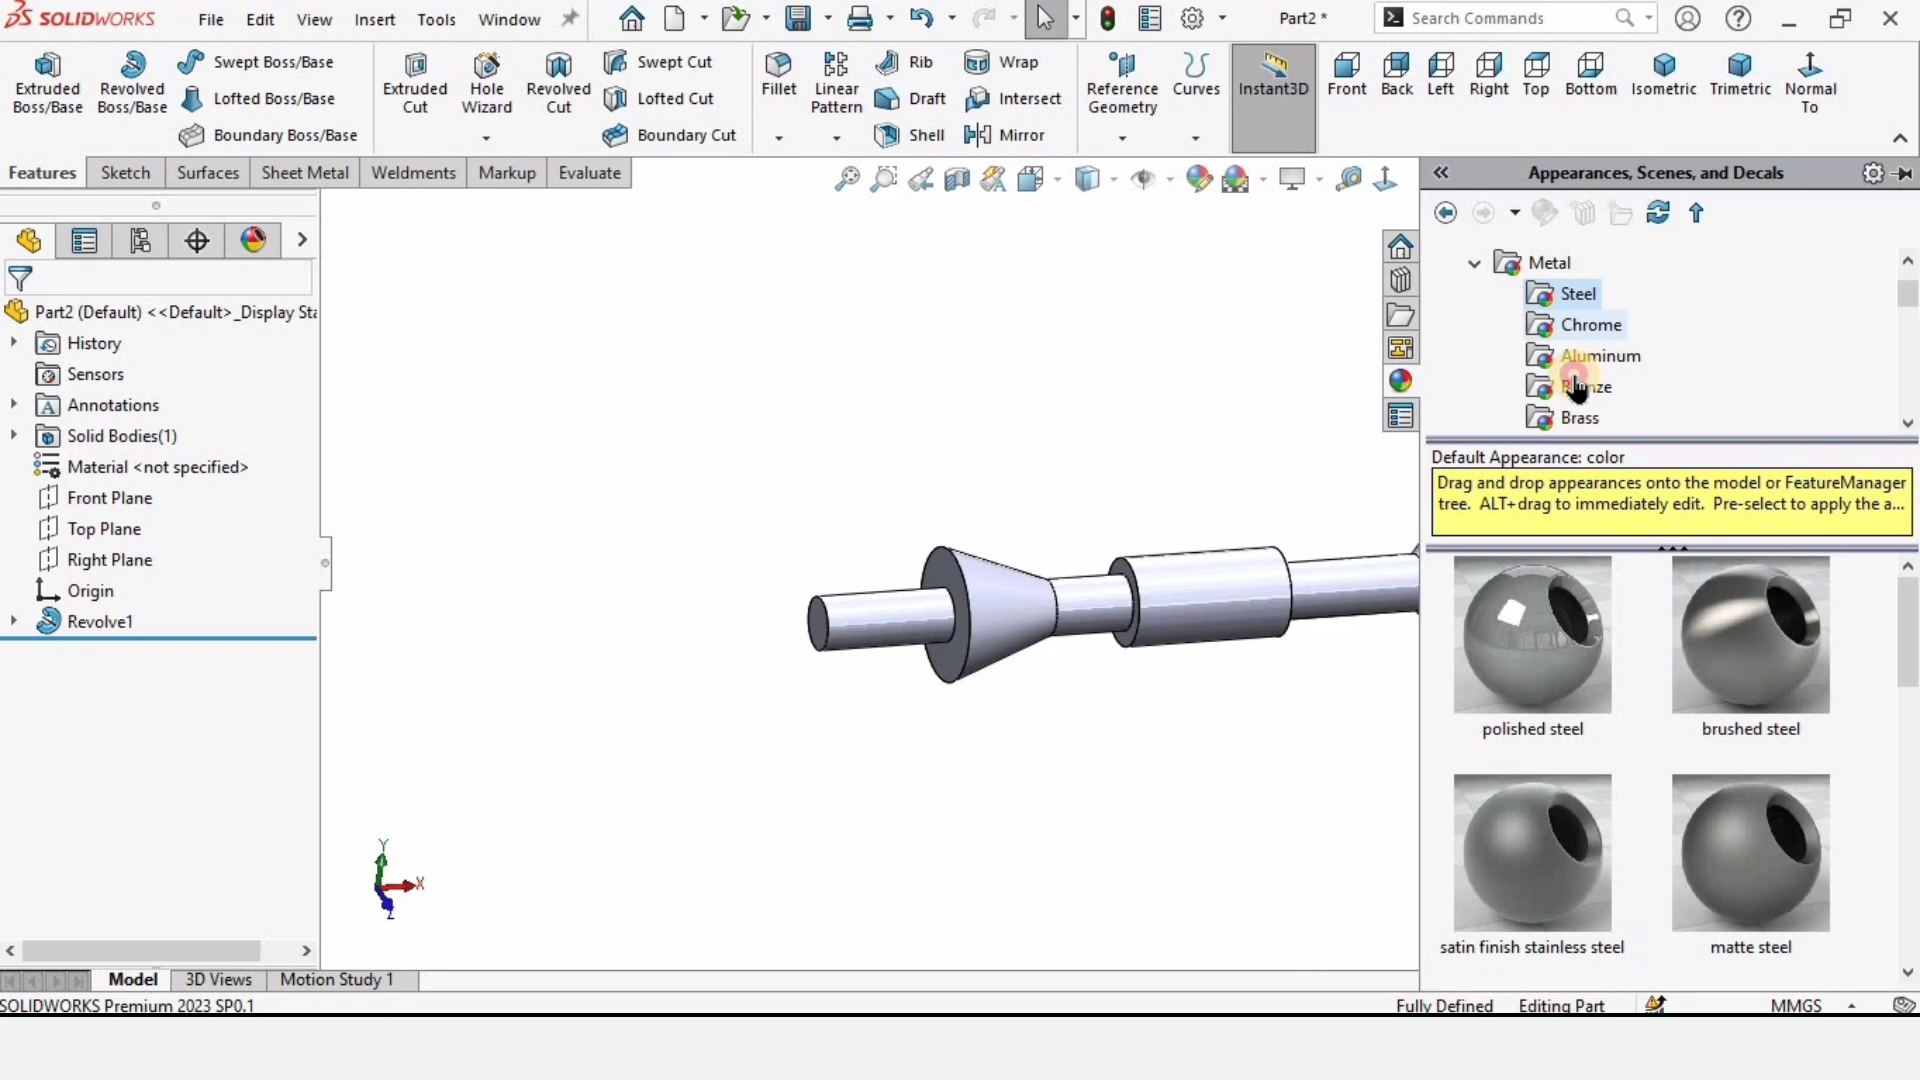 SOLIDWORKS File Edit View Insert Tools Window Part2 * Search Commands
Extruded Boss/Base
Revolved Boss/Base
Swept Boss/Base
Lofted Boss/Base
Boundary Boss/Base
Extruded Cut
Hole Wizard
Revolved Cut
Swept Cut
Lofted Cut
Boundary Cut
Fillet
Linear Pattern
Rib
Draft
Shell
Wrap
Intersect
Mirror
Reference Geometry
Curves
Instant3D
Front
Back
Left
Right
Top
Bottom
Isometric
Trimetric
Normal To
Features Sketch Surfaces Sheet Metal Weldments Markup Evaluate
Part2 (Default) <<Default>_Display Sta
History
Sensors
Annotations
Solid Bodies(1)
Material <not specified>
Front Plane
Top Plane
Right Plane
Origin
Revolve1
Y
X
Z
Appearances, Scenes, and Decals
Metal
Steel
Chrome
Aluminum
Bronze
Brass
Default Appearance: color
Drag and drop appearances onto the model or FeatureManager
tree. ALT+drag to immediately edit. Pre-select to apply the a...
polished steel
brushed steel
satin finish stainless steel
matte steel
Model 3D Views Motion Study 1
SOLIDWORKS Premium 2023 SP0.1 Fully Defined Editing Part MMGS